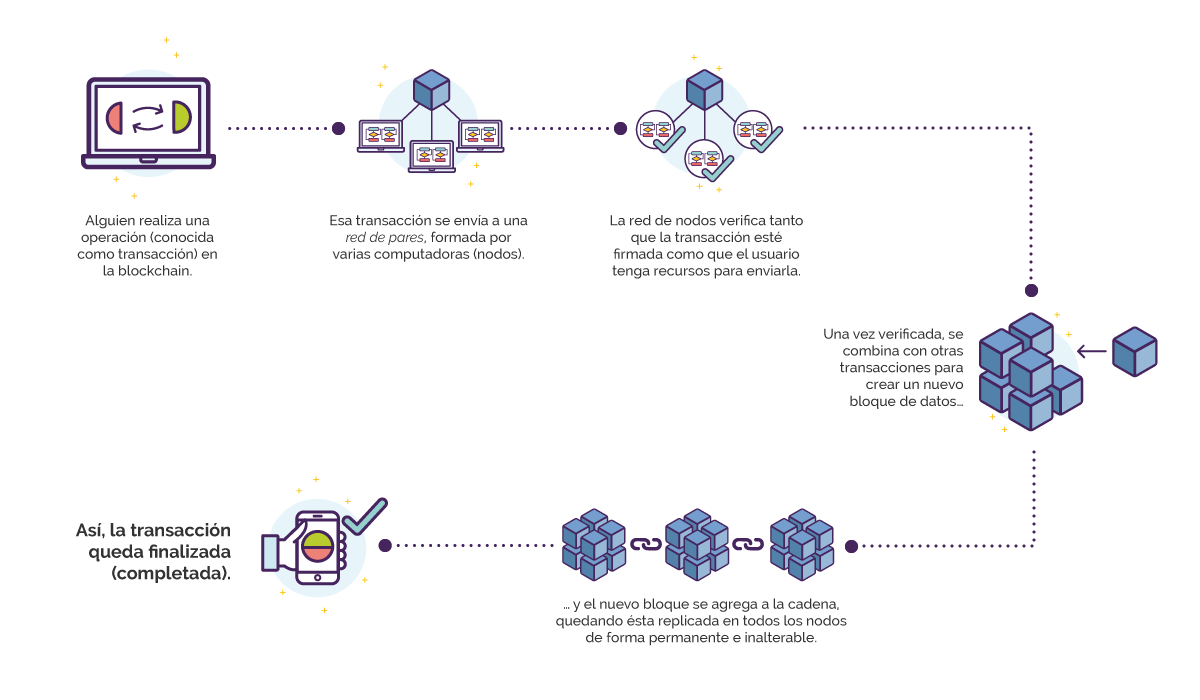 Alguien realiza una
operación (conocida
como transacción) en
la blockchain.
Esa transacción se envía a una
red de pares, formada por
varias computadoras (nodos).
La red de nodos verifica tanto
que la transacción esté
firmada como que el usuario
tenga recursos para enviarla.
Una vez verificada, se
combina con otras
transacciones para
crear un nuevo
bloque de datos…
… y el nuevo bloque se agrega a la cadena,
quedando ésta replicada en todos los nodos
de forma permanente e inalterable.
Así, la transacción
queda finalizada
(completada).